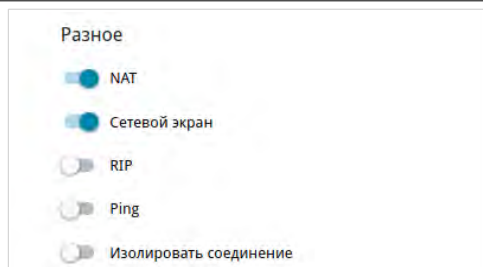 Разное
NAT
Сетевой экран
RIP
Ping
Изолировать соединение